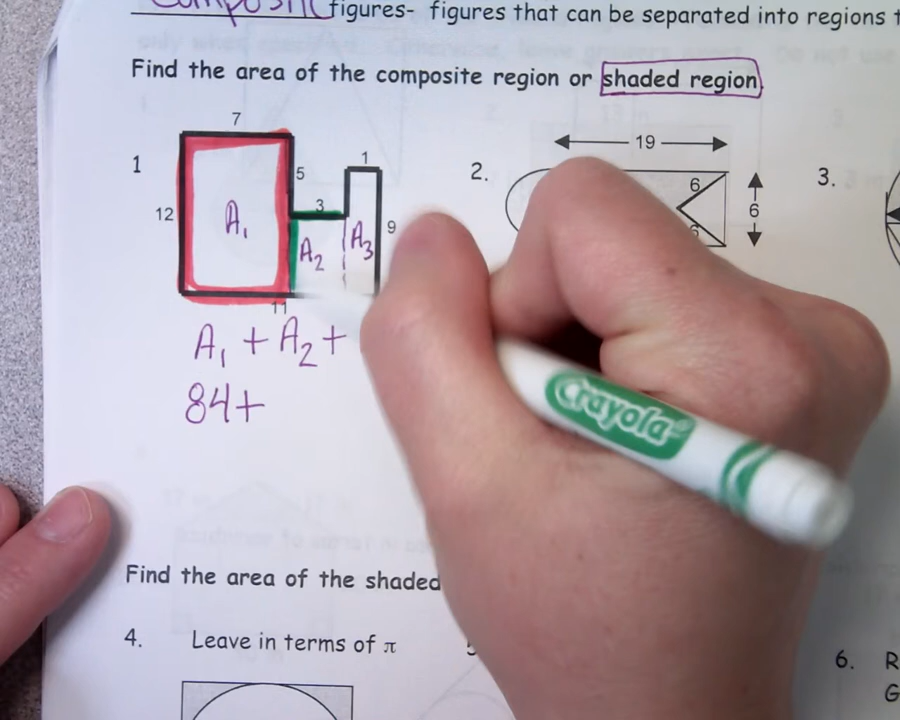 Composite figures- figures that can be separated into regions
Find the area of the composite region or shaded region.
1
7
12
5
3
1
9
11
A₁
A₂
A₃
A₁ + A₂ +
84+
2.
19
6
6
3.
Crayola
Find the area of the shaded
4. Leave in terms of π
6. R
G